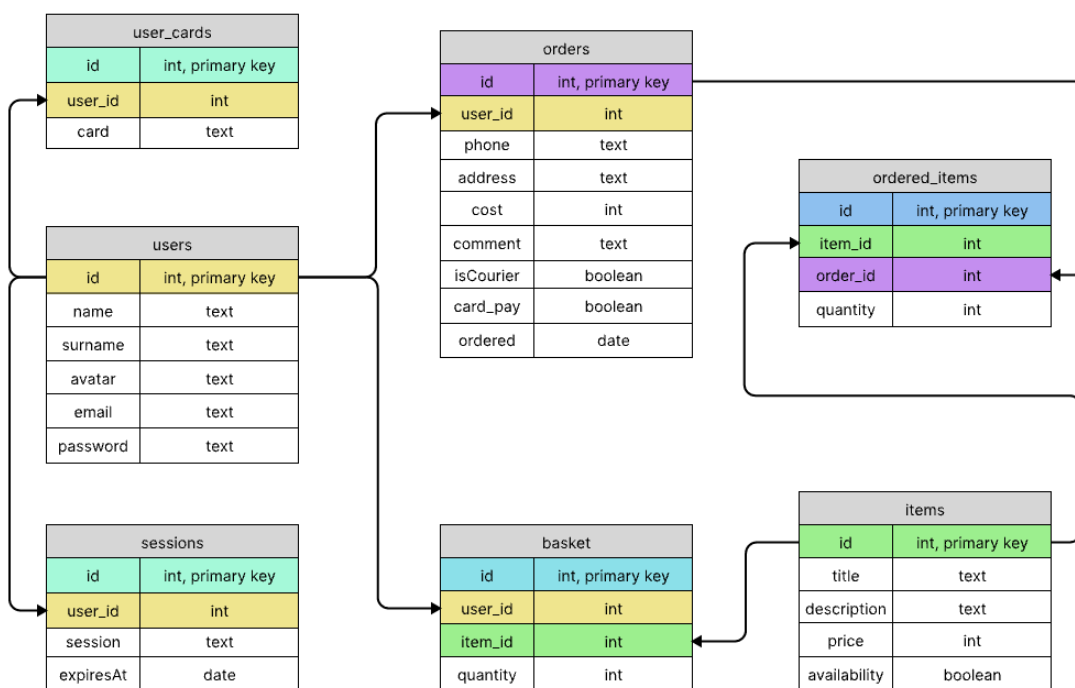 user_cards
id int, primary key
user_id int
card text
users
id int, primary key
name text
surname text
avatar text
email text
password text
sessions
id int, primary key
user_id int
session text
expiresAt date
orders
id int, primary key
user_id int
phone text
address text
cost int
comment text
isCourier boolean
card_pay boolean
ordered date
basket
id int, primary key
user_id int
item_id int
quantity int
ordered_items
id int, primary key
item_id int
order_id int
quantity int
items
id int, primary key
title text
description text
price int
availability boolean